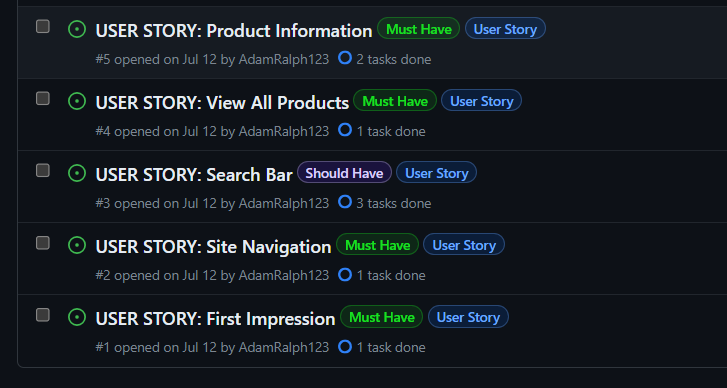 USER STORY: Product Information Must Have User Story
#5 opened on Jul 12 by AdamRalph123 2 tasks done
USER STORY: View All Products Must Have User Story
#4 opened on Jul 12 by AdamRalph123 1 task done
USER STORY: Search Bar Should Have User Story
#3 opened on Jul 12 by AdamRalph123 3 tasks done
USER STORY: Site Navigation Must Have User Story
#2 opened on Jul 12 by AdamRalph123 1 task done
USER STORY: First Impression Must Have User Story
#1 opened on Jul 12 by AdamRalph123 1 task done